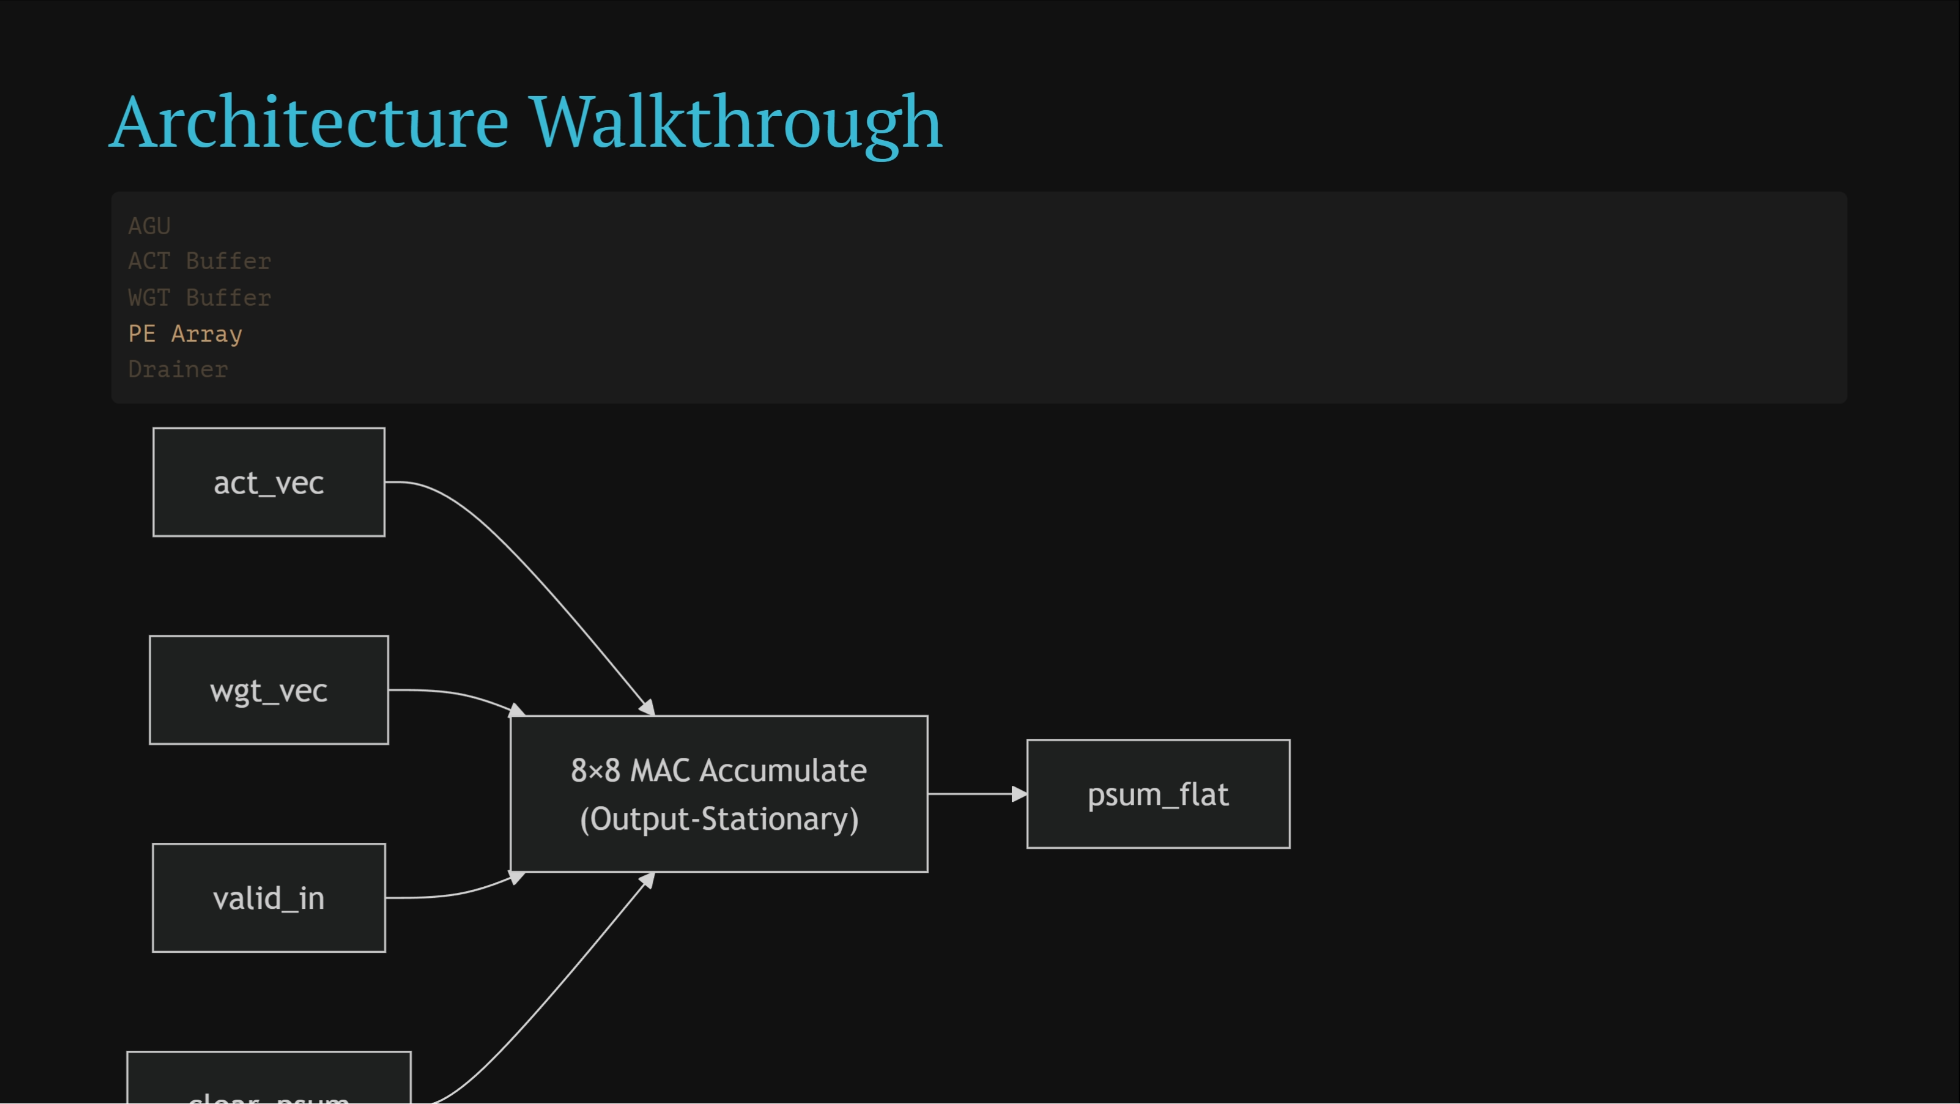 Architecture Walkthrough
AGU
ACT Buffer
WGT Buffer
PE Array
Drainer
act_vec
wgt_vec
8×8 MAC Accumulate
(Output-Stationary)
psum_flat
valid_in
clear_psum